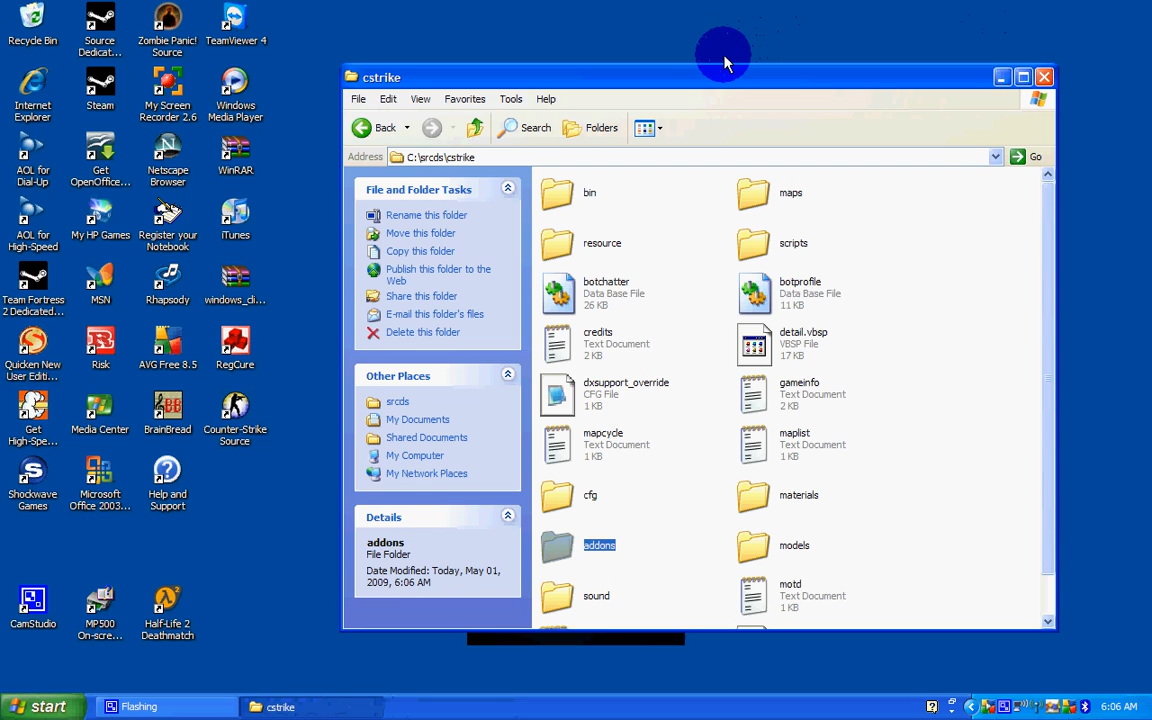 Recycle Bin
Source
Dedicat...
Zombie Panic!
Source
TeamViewer 4
Internet
Explorer
Steam
My Screen
Recorder 2.6
Windows
Media Player
AOL for
Dial-Up
Get
OpenOffice...
Netscape
Browser
WinRAR
AOL for
High-Speed
My HP Games
Register your
Notebook
iTunes
Team Fortress
2 Dedicated...
MSN
Rhapsody
windows_cli...
Quicken New
User Editi...
Risk
AVG Free 8.5
RegCure
Get
High-Spe...
Media Center
BrainBread
Counter-Strike
Source
Shockwave
Games
Microsoft
Office 2003...
Help and
Support
CamStudio
MP500
On-scre...
Half-Life 2
Deathmatch
cstrike
File Edit View Favorites Tools Help
Back Search Folders
Address C:\srcds\cstrike Go
File and Folder Tasks
Rename this folder
Move this folder
Copy this folder
Publish this folder to the
Web
Share this folder
E-mail this folder's files
Delete this folder
Other Places
srcds
My Documents
Shared Documents
My Computer
My Network Places
Details
addons
File Folder
Date Modified: Today, May 01,
2009, 6:06 AM
bin
maps
resource
scripts
botchatter
Data Base File
26 KB
botprofile
Data Base File
11 KB
credits
Text Document
2 KB
detail.vbsp
VBSP File
17 KB
dxsupport_override
CFG File
1 KB
gameinfo
Text Document
2 KB
mapcycle
Text Document
1 KB
maplist
Text Document
1 KB
cfg
materials
addons
models
sound
motd
Text Document
1 KB
start
Flashing
cstrike
6:06 AM